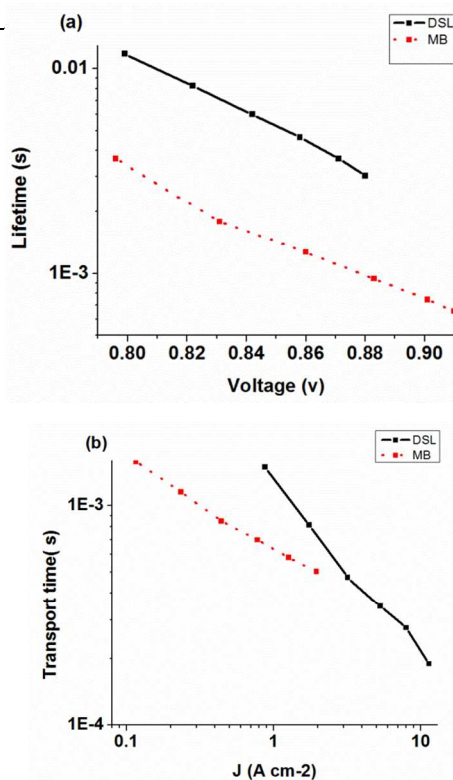 (a)
DSL
MB
0.01
1E-3
Lifetime (s)
0.80 0.82 0.84 0.86 0.88 0.90
Voltage (v)
(b)
DSL
MB
1E-3
1E-4
Transport time( s)
0.1 1 10
J (A cm-2)